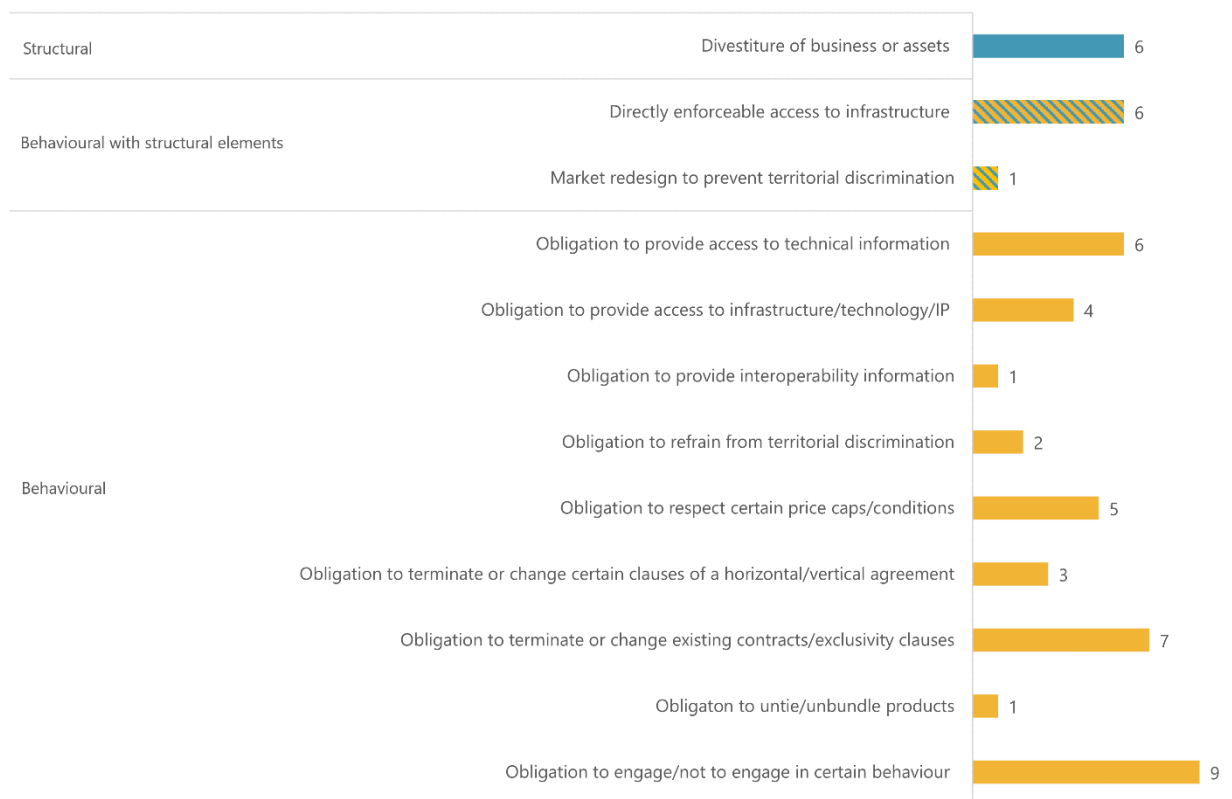 Structural
Divestiture of business or assets 6
Behavioural with structural elements
Directly enforceable access to infrastructure 6
Market redesign to prevent territorial discrimination 1
Behavioural
Obligation to provide access to technical information 6
Obligation to provide access to infrastructure/technology/IP 4
Obligation to provide interoperability information 1
Obligation to refrain from territorial discrimination 2
Obligation to respect certain price caps/conditions 5
Obligation to terminate or change certain clauses of a horizontal/vertical agreement 3
Obligation to terminate or change existing contracts/exclusivity clauses 7
Obligaton to untie/unbundle products 1
Obligation to engage/not to engage in certain behaviour 9